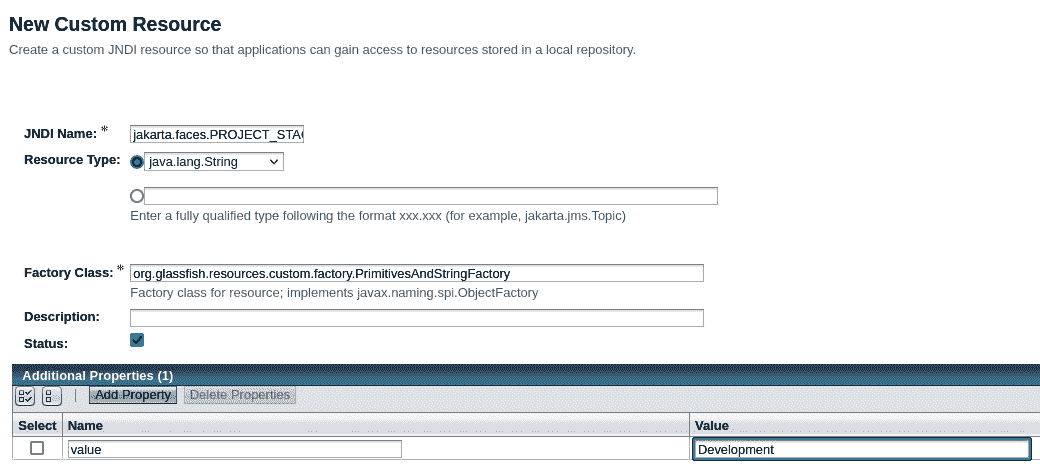 New Custom Resource
Create a custom JNDI resource so that applications can gain access to resources stored in a local repository.
JNDI Name: * jakarta.faces.PROJECT_STA
Resource Type: java.lang.String
Enter a fully qualified type following the format xxx.xxx (for example, jakarta.jms.Topic)
Factory Class: * org.glassfish.resources.custom.factory.PrimitivesAndStringFactory
Factory class for resource; implements javax.naming.spi.ObjectFactory
Description:
Status:
Additional Properties (1)
Add Property Delete Properties
Select Name Value
value Development